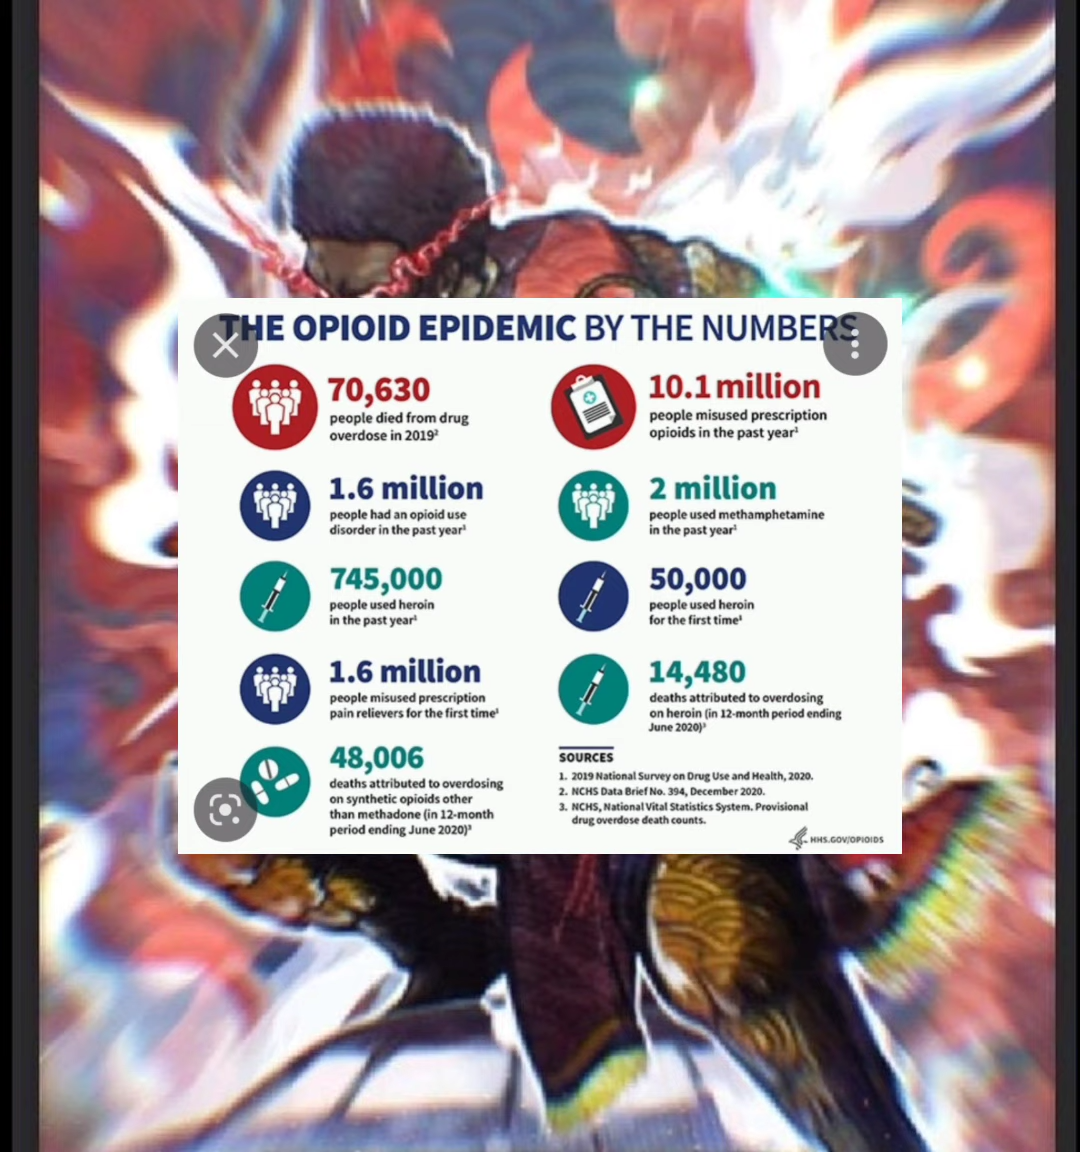 THE OPIOID EPIDEMIC BY THE NUMBERS
70,630
people died from drug
overdose in 2019²
10.1 million
people misused prescription
opioids in the past year¹
1.6 million
people had an opioid use
disorder in the past year¹
2 million
people used methamphetamine
in the past year¹
745,000
people used heroin
in the past year¹
50,000
people used heroin
for the first time¹
1.6 million
people misused prescription
pain relievers for the first time¹
14,480
deaths attributed to overdosing
on heroin (in 12-month period ending
June 2020)³
48,006
deaths attributed to overdosing
on synthetic opioids other
than methadone (in 12-month
period ending June 2020)³
SOURCES
1. 2019 National Survey on Drug Use and Health, 2020.
2. NCHS Data Brief No. 394, December 2020.
3. NCHS, National Vital Statistics System. Provisional
drug overdose death counts.
HHS.GOV/OPIOIDS